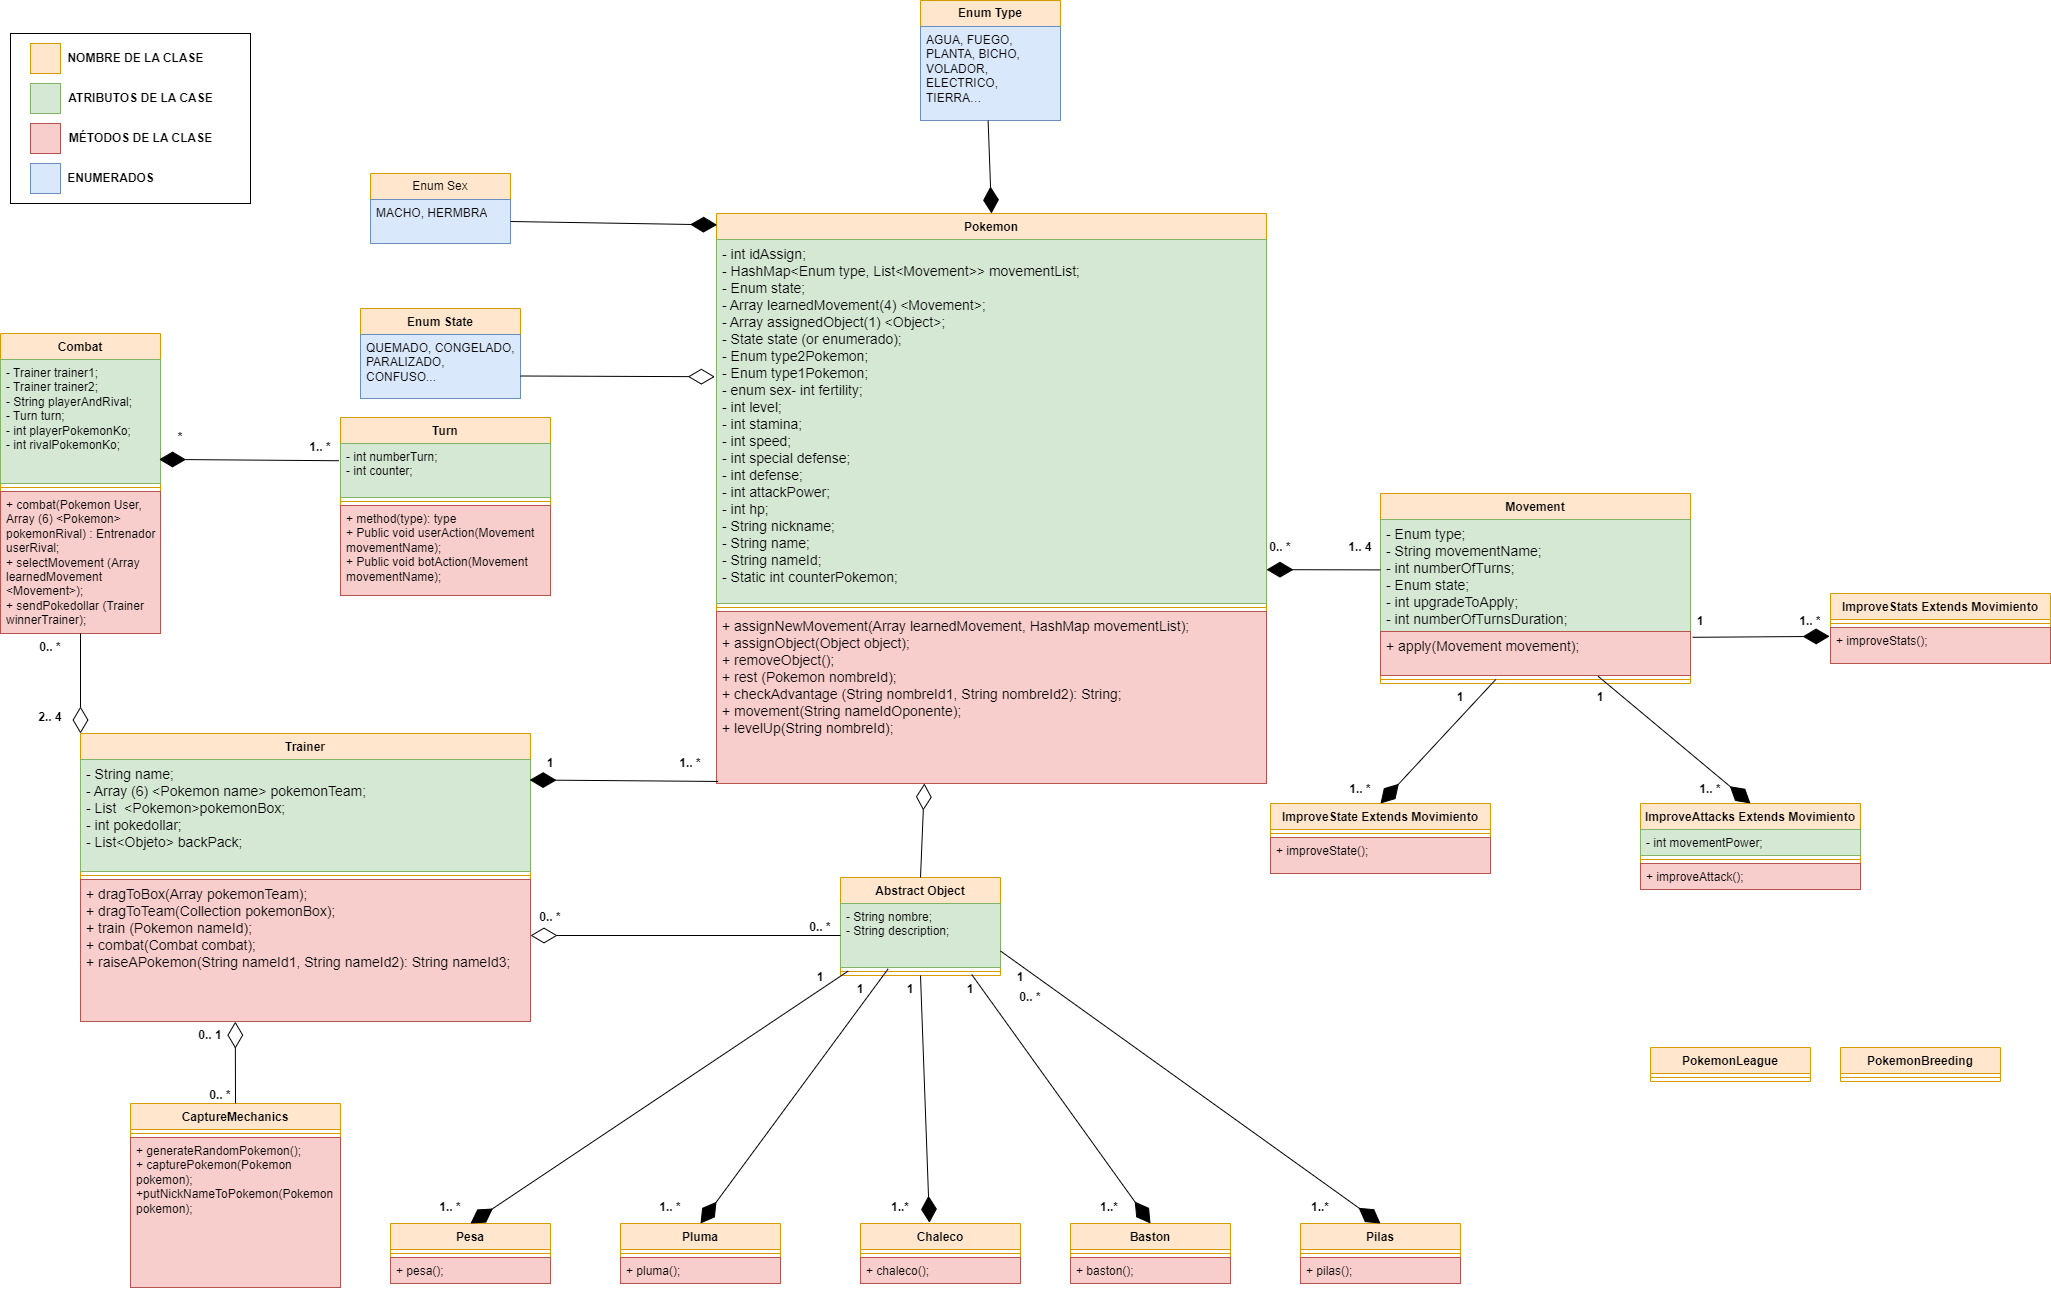 NOMBRE DE LA CLASE
ATRIBUTOS DE LA CASE
MÉTODOS DE LA CLASE
ENUMERADOS
Enum Type
AGUA, FUEGO,
PLANTA, BICHO,
VOLADOR,
ELECTRICO,
TIERRA...
Enum Sex
MACHO, HERMBRA
Enum State
QUEMADO, CONGELADO,
PARALIZADO,
CONFUSO...
Pokemon
- int idAssign;
- HashMap<Enum type, List<Movement>> movementList;
- Enum state;
- Array learnedMovement(4) <Movement>;
- Array assignedObject(1) <Object>;
- State state (or enumerado);
- Enum type2Pokemon;
- Enum type1Pokemon;
- enum sex- int fertility;
- int level;
- int stamina;
- int speed;
- int special defense;
- int defense;
- int attackPower;
- int hp;
- String nickname;
- String name;
- String nameId;
- Static int counterPokemon;
+ assignNewMovement(Array learnedMovement, HashMap movementList);
+ assignObject(Object object);
+ removeObject();
+ rest (Pokemon nombreId);
+ checkAdvantage (String nombreId1, String nombreId2): String;
+ movement(String nameIdOponente);
+ levelUp(String nombreId);
Combat
- Trainer trainer1;
- Trainer trainer2;
- String playerAndRival;
- Turn turn;
- int playerPokemonKo;
- int rivalPokemonKo;
+ combat(Pokemon User,
Array (6) <Pokemon>
pokemonRival) : Entrenador
userRival;
+ selectMovement (Array
learnedMovement
<Movement>);
+ sendPokedollar (Trainer
winnerTrainer);
*
1.. *
Turn
- int numberTurn;
- int counter;
+ method(type): type
+ Public void userAction(Movement
movementName);
+ Public void botAction(Movement
movementName);
0.. *
1.. 4
Movement
- Enum type;
- String movementName;
- int numberOfTurns;
- Enum state;
- int upgradeToApply;
- int numberOfTurnsDuration;
+ apply(Movement movement);
1
1.. *
ImproveStats Extends Movimiento
+ improveStats();
1
1
1.. *
1.. *
ImproveState Extends Movimiento
+ improveState();
ImproveAttacks Extends Movimiento
- int movementPower;
+ improveAttack();
0.. *
2.. 4
Trainer
- String name;
- Array (6) <Pokemon name> pokemonTeam;
- List  <Pokemon>pokemonBox;
- int pokedollar;
- List<Objeto> backPack;
+ dragToBox(Array pokemonTeam);
+ dragToTeam(Collection pokemonBox);
+ train (Pokemon nameId);
+ combat(Combat combat);
+ raiseAPokemon(String nameId1, String nameId2): String nameId3;
1
1.. *
0.. *
0.. *
Abstract Object
- String nombre;
- String description;
1
1
1
1
1
0.. *
0.. 1
0.. *
CaptureMechanics
+ generateRandomPokemon();
+ capturePokemon(Pokemon
pokemon);
+putNickNameToPokemon(Pokemon
pokemon);
PokemonLeague
PokemonBreeding
1.. *
1.. *
1..*
1..*
1..*
Pesa
+ pesa();
Pluma
+ pluma();
Chaleco
+ chaleco();
Baston
+ baston();
Pilas
+ pilas();